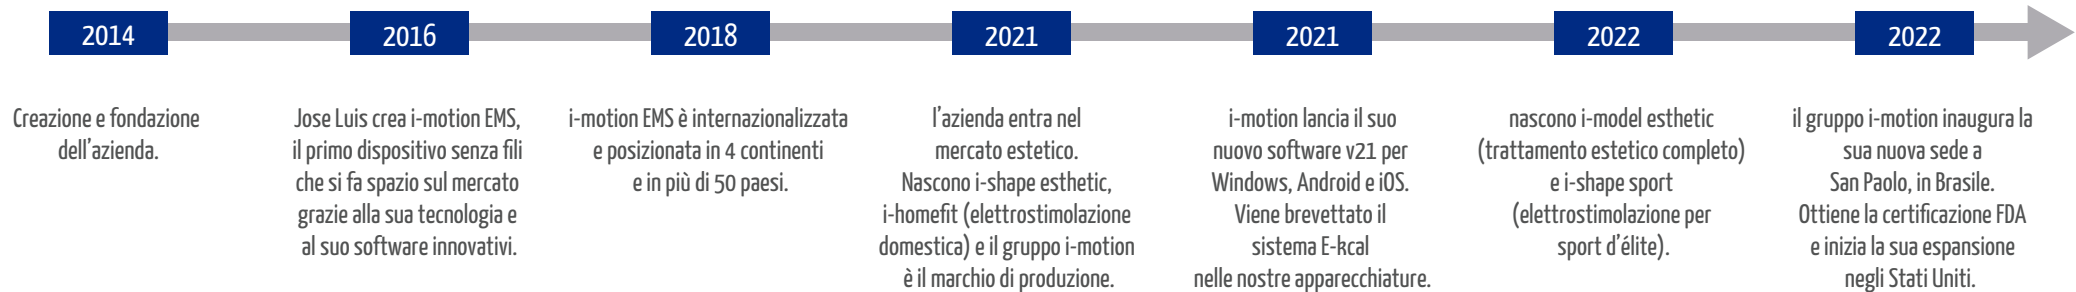 2014
Creazione e fondazione
dell'azienda.
2016
Jose Luis crea i-motion EMS,
il primo dispositivo senza fili
che si fa spazio sul mercato
grazie alla sua tecnologia e
al suo software innovativi.
2018
i-motion EMS è internazionalizzata
e posizionata in 4 continenti
e in più di 50 paesi.
2021
l'azienda entra nel
mercato estetico.
Nascono i-shape esthetic,
i-homefit (elettrostimolazione
domestica) e il gruppo i-motion
è il marchio di produzione.
2021
i-motion lancia il suo
nuovo software v21 per
Windows, Android e iOS.
Viene brevettato il
sistema E-kcal
nelle nostre apparecchiature.
2022
nascono i-model esthetic
(trattamento estetico completo)
e i-shape sport
(elettrostimolazione per
sport d'élite).
2022
il gruppo i-motion inaugura la
sua nuova sede a
San Paolo, in Brasile.
Ottiene la certificazione FDA
e inizia la sua espansione
negli Stati Uniti.